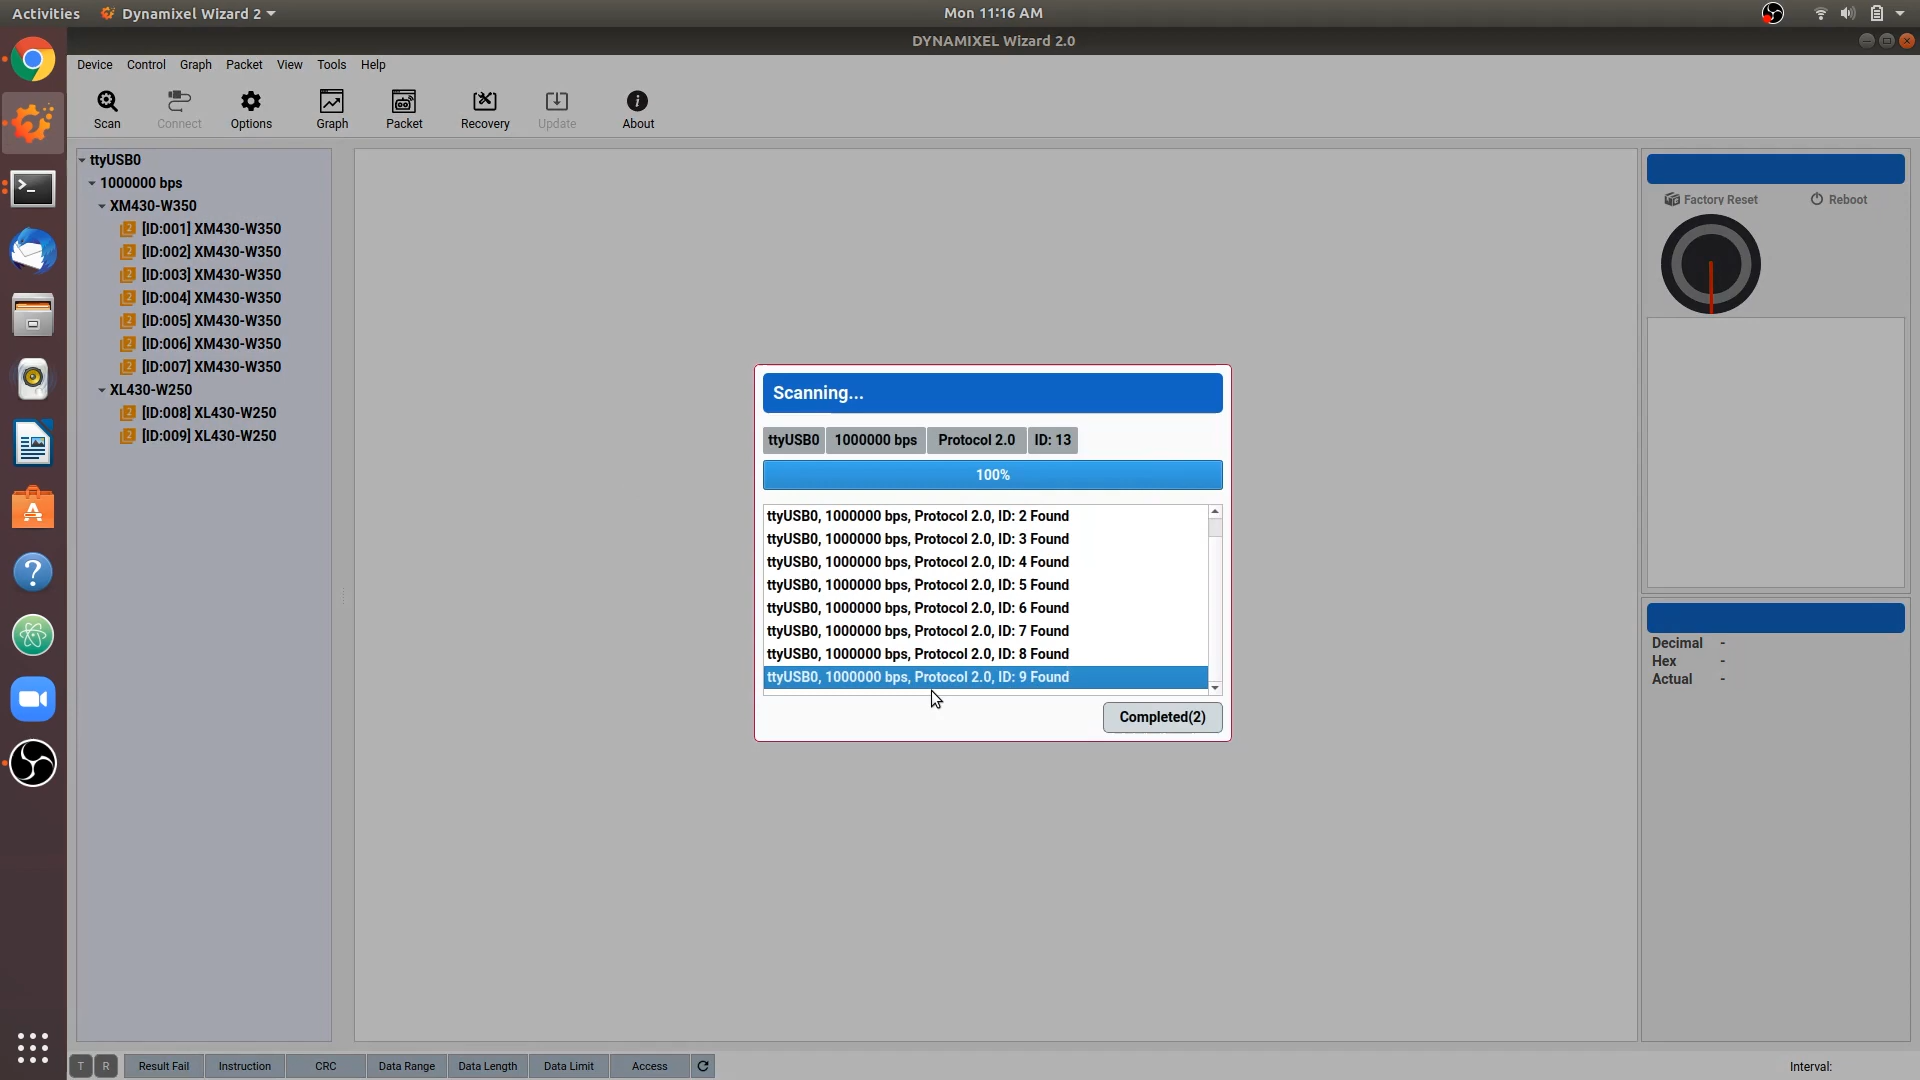 Activities
Dynamixel Wizard 2
Mon 11:16 AM
DYNAMIXEL Wizard 2.0
Device Control Graph Packet View Tools Help
Scan Connect Options Graph Packet Recovery Update About
ttyUSB0
1000000 bps
XM430-W350
[ID:001] XM430-W350
[ID:002] XM430-W350
[ID:003] XM430-W350
[ID:004] XM430-W350
[ID:005] XM430-W350
[ID:006] XM430-W350
[ID:007] XM430-W350
XL430-W250
[ID:008] XL430-W250
[ID:009] XL430-W250
Scanning...
ttyUSB0 1000000 bps Protocol 2.0 ID: 13
100%
ttyUSB0, 1000000 bps, Protocol 2.0, ID: 2 Found
ttyUSB0, 1000000 bps, Protocol 2.0, ID: 3 Found
ttyUSB0, 1000000 bps, Protocol 2.0, ID: 4 Found
ttyUSB0, 1000000 bps, Protocol 2.0, ID: 5 Found
ttyUSB0, 1000000 bps, Protocol 2.0, ID: 6 Found
ttyUSB0, 1000000 bps, Protocol 2.0, ID: 7 Found
ttyUSB0, 1000000 bps, Protocol 2.0, ID: 8 Found
ttyUSB0, 1000000 bps, Protocol 2.0, ID: 9 Found
Completed(2)
Factory Reset Reboot
Decimal -
Hex -
Actual -
T R Result Fail Instruction CRC Data Range Data Length Data Limit Access
Interval: